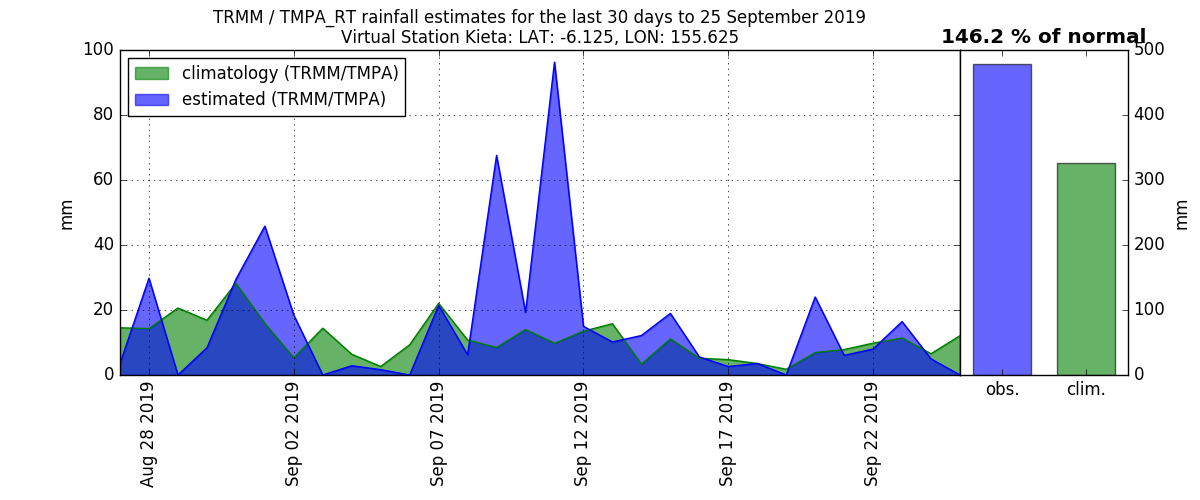 TRMM / TMPA_RT rainfall estimates for the last 30 days to 25 September 2019
Virtual Station Kieta: LAT: -6.125, LON: 155.625
146.2 % of normal
climatology (TRMM/TMPA)
estimated (TRMM/TMPA)
100
80
60
40
20
0
mm
500
400
300
200
100
0
mm
Aug 28 2019
Sep 02 2019
Sep 07 2019
Sep 12 2019
Sep 17 2019
Sep 22 2019
obs.
clim.